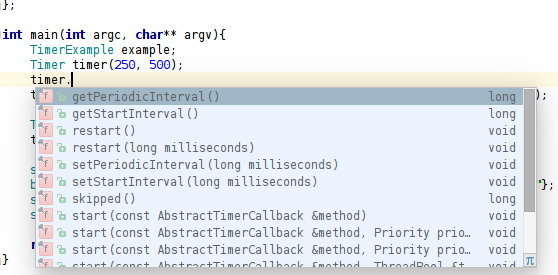 };
int main(int argc, char** argv){
TimerExample example;
Timer timer(250, 500);
timer.
t );
getPeriodicInterval() long
getStartInterval() long
T
restart() void
t
restart(long milliseconds) void
setPeriodicInterval(long milliseconds) void
s
setStartInterval(long milliseconds) void
b "};
skipped() long
s
start(const AbstractTimerCallback &method) void
s
start(const AbstractTimerCallback &method, Priority prio… void
r
start(const AbstractTimerCallback &method, Priority prio… void
} start(const AbstractTimerCallback &method, ThreadPool &t… void
π